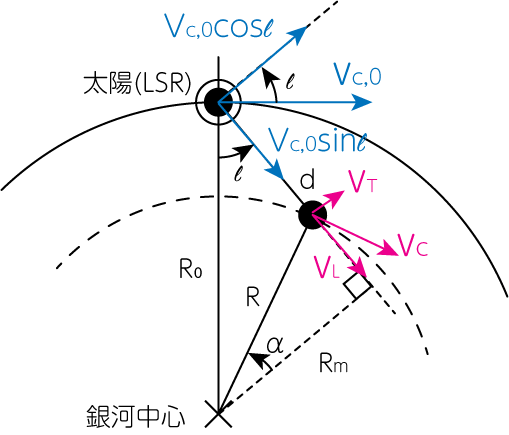 Vc,0cosℓ
太陽(LSR)
ℓ
Vc,0
Vc,0sinℓ
ℓ
d
VT
R0
VC
VL
R
α
Rm
銀河中心